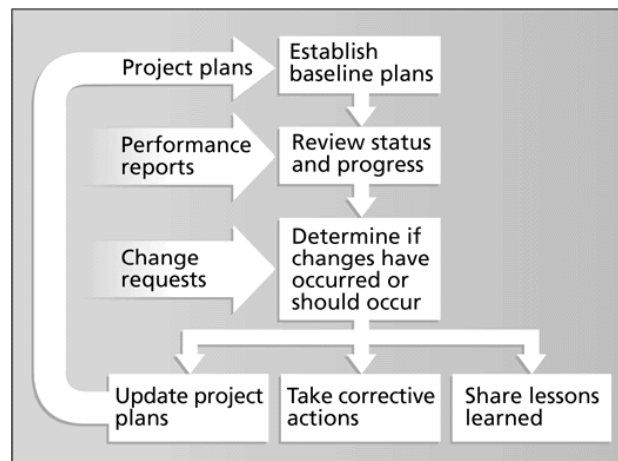 Project plans
Establish
baseline plans
Performance
reports
Review status
and progress
Change
requests
Determine if
changes have
occurred or
should occur
Update project
plans
Take corrective
actions
Share lessons
learned